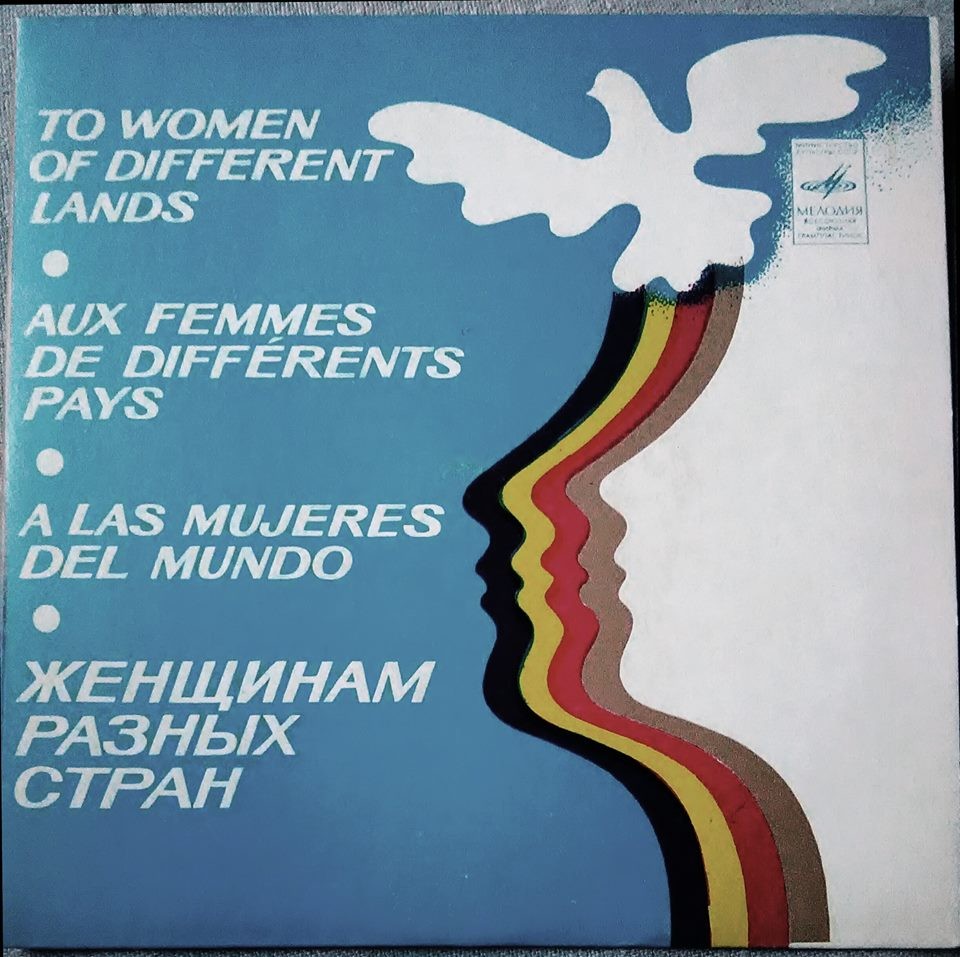 TO WOMEN
OF DIFFERENT
LANDS
AUX FEMMES
DE DIFFÉRENTS
PAYS
A LAS MUJERES
DEL MUNDO
ЖЕНЩИНАМ
РАЗНЫХ
СТРАН
МЕЛОДИЯ